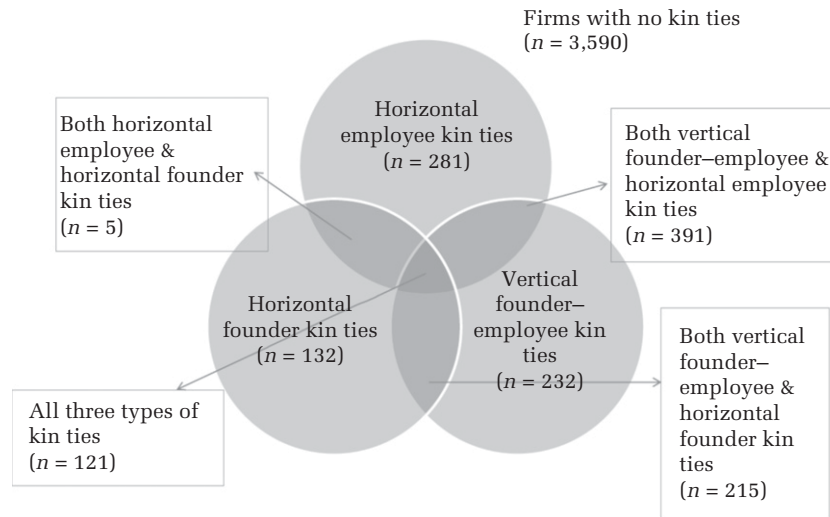 Firms with no kin ties
(n = 3,590)
Horizontal
employee kin ties
(n = 281)
Both horizontal
employee &
horizontal founder
kin ties
(n = 5)
Both vertical
founder–employee &
horizontal employee
kin ties
(n = 391)
Horizontal
founder kin ties
(n = 132)
Vertical
founder–
employee kin
ties
(n = 232)
All three types of
kin ties
(n = 121)
Both vertical
founder–
employee &
horizontal
founder kin
ties
(n = 215)